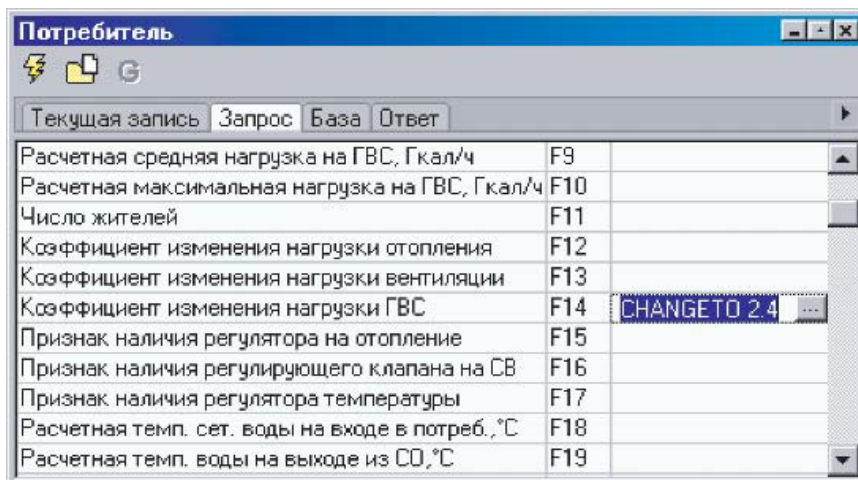 Потребитель
G
Текущая запись Запрос База Ответ
Расчетная средняя нагрузка на ГВС, Гкал/ч F9
Расчетная максимальная нагрузка на ГВС, Гкал/ч F10
Число жителей F11
Коэффициент изменения нагрузки отопления F12
Коэффициент изменения нагрузки вентиляции F13
Коэффициент изменения нагрузки ГВС F14 CHANGETO 2.4 ...
Признак наличия регулятора на отопление F15
Признак наличия регулирующего клапана на СВ F16
Признак наличия регулятора температуры F17
Расчетная темп. сет. воды на входе в потреб.,°C F18
Расчетная темп. воды на выходе из СО,°C F19